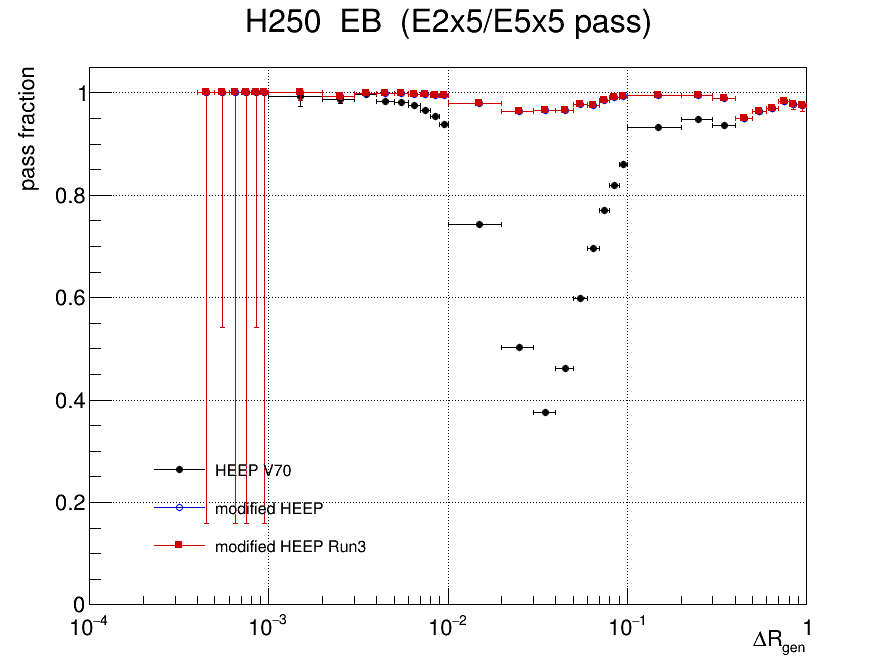 H250 EB (E2x5/E5x5 pass)
pass fraction
1
0.8
0.6
0.4
0.2
0
HEEP V70
modified HEEP
modified HEEP Run3
10⁻⁴ 10⁻³ 10⁻² 10⁻¹ 1
ΔR_gen